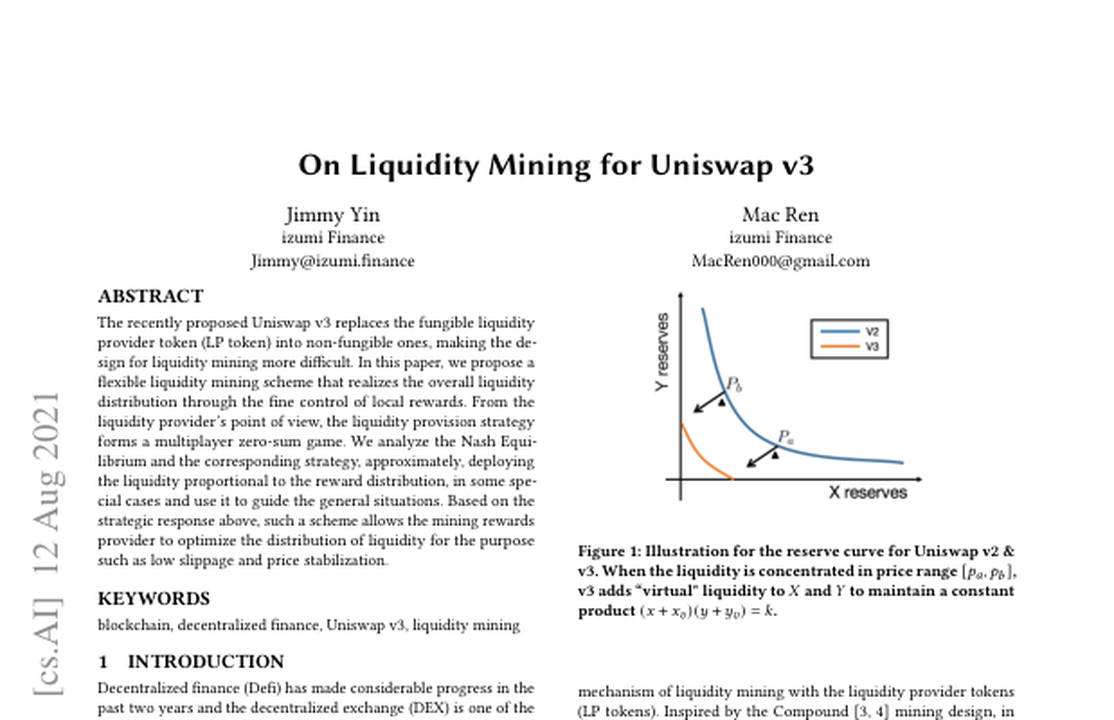 On Liquidity Mining for Uniswap v3
Jimmy Yin
izumi Finance
Jimmy@izumi.finance
Mac Ren
izumi Finance
MacRen000@gmail.com
ABSTRACT
The recently proposed Uniswap v3 replaces the fungible liquidity
provider token (LP token) into non-fungible ones, making the de-
sign for liquidity mining more difficult. In this paper, we propose a
flexible liquidity mining scheme that realizes the overall liquidity
distribution through the fine control of local rewards. From the
liquidity provider's point of view, the liquidity provision strategy
forms a multiplayer zero-sum game. We analyze the Nash Equi-
librium and the corresponding strategy, approximately, deploying
the liquidity proportional to the reward distribution, in some spe-
cial cases and use it to guide the general situations. Based on the
strategic response above, such a scheme allows the mining rewards
provider to optimize the distribution of liquidity for the purpose
such as low slippage and price stabilization.
KEYWORDS
blockchain, decentralized finance, Uniswap v3, liquidity mining
1 INTRODUCTION
Decentralized finance (Defi) has made considerable progress in the
past two years and the decentralized exchange (DEX) is one of the
Y reserves
V2
V3
P_b
P_a
X reserves
Figure 1: Illustration for the reserve curve for Uniswap v2 &
v3. When the liquidity is concentrated in price range [p_a, p_b],
v3 adds "virtual" liquidity to X and Y to maintain a constant
product (x + x_v)(y + y_v) = k.
mechanism of liquidity mining with the liquidity provider tokens
(LP tokens). Inspired by the Compound [3, 4] mining design, in
[cs.AI] 12 Aug 2021